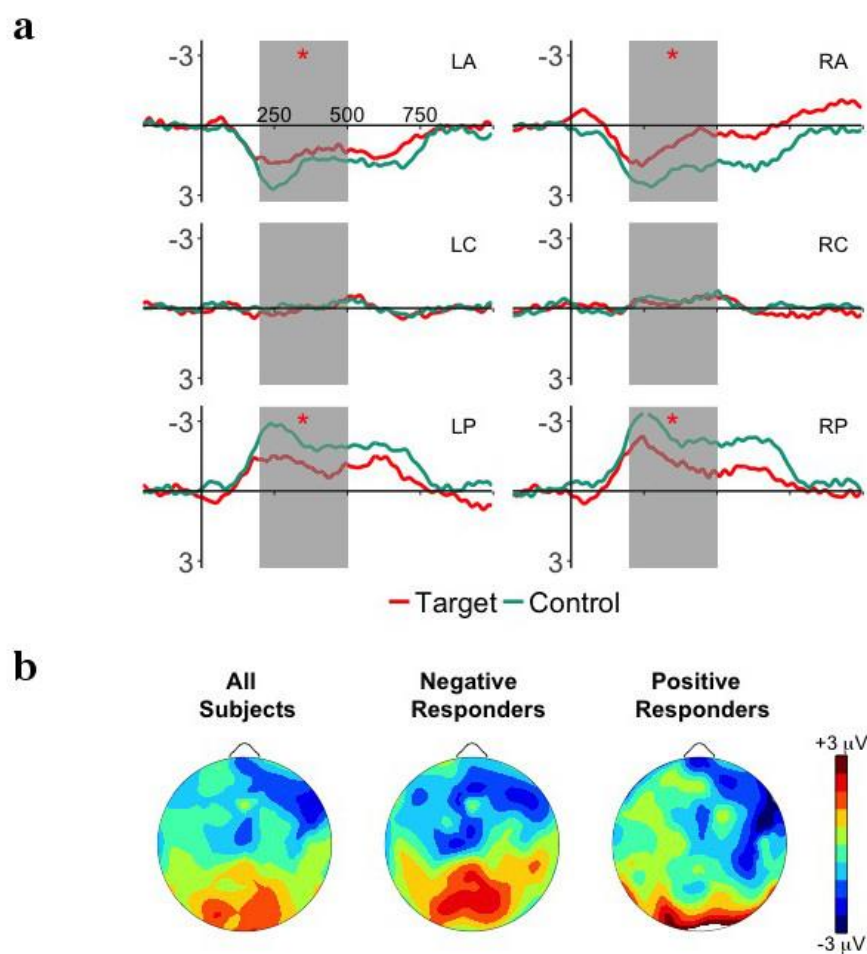 a
-3
*
LA
250 500 750
3
-3
*
RA
3
-3
LC
3
-3
RC
3
-3
*
LP
3
-3
*
RP
3
Target Control
b
All
Subjects
Negative
Responders
Positive
Responders
+3 μV
-3 μV